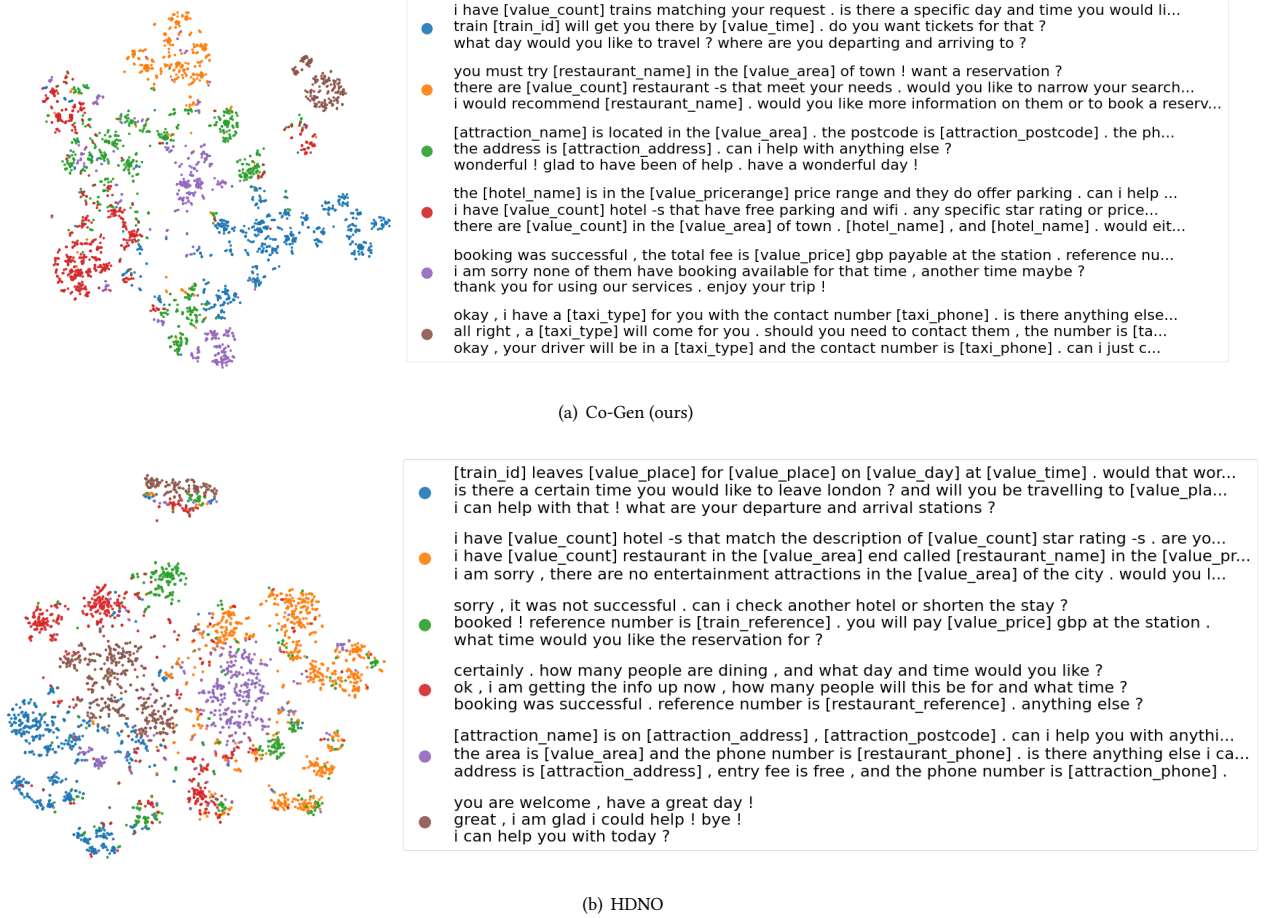 i have [value_count] trains matching your request . is there a specific day and time you would li...
train [train_id] will get you there by [value_time] . do you want tickets for that ?
what day would you like to travel ? where are you departing and arriving to ?
you must try [restaurant_name] in the [value_area] of town ! want a reservation ?
there are [value_count] restaurant -s that meet your needs . would you like to narrow your search...
i would recommend [restaurant_name] . would you like more information on them or to book a reserv...
[attraction_name] is located in the [value_area] . the postcode is [attraction_postcode] . the ph...
the address is [attraction_address] . can i help with anything else ?
wonderful ! glad to have been of help . have a wonderful day !
the [hotel_name] is in the [value_pricerange] price range and they do offer parking . can i help ...
i have [value_count] hotel -s that have free parking and wifi . any specific star rating or price...
there are [value_count] in the [value_area] of town . [hotel_name] , and [hotel_name] . would eit...
booking was successful , the total fee is [value_price] gbp payable at the station . reference nu...
i am sorry none of them have booking available for that time , another time maybe ?
thank you for using our services . enjoy your trip !
okay , i have a [taxi_type] for you with the contact number [taxi_phone] . is there anything else...
all right , a [taxi_type] will come for you . should you need to contact them , the number is [ta...
okay , your driver will be in a [taxi_type] and the contact number is [taxi_phone] . can i just c...
(a) Co-Gen (ours)
[train_id] leaves [value_place] for [value_place] on [value_day] at [value_time] . would that wor...
is there a certain time you would like to leave london ? and will you be travelling to [value_pla...
i can help with that ! what are your departure and arrival stations ?
i have [value_count] hotel -s that match the description of [value_count] star rating -s . are yo...
i have [value_count] restaurant in the [value_area] end called [restaurant_name] in the [value_pr...
i am sorry , there are no entertainment attractions in the [value_area] of the city . would you l...
sorry , it was not successful . can i check another hotel or shorten the stay ?
booked ! reference number is [train_reference] . you will pay [value_price] gbp at the station .
what time would you like the reservation for ?
certainly . how many people are dining , and what day and time would you like ?
ok , i am getting the info up now , how many people will this be for and what time ?
booking was successful . reference number is [restaurant_reference] . anything else ?
[attraction_name] is on [attraction_address] , [attraction_postcode] . can i help you with anythi...
the area is [value_area] and the phone number is [restaurant_phone] . is there anything else i ca...
address is [attraction_address] , entry fee is free , and the phone number is [attraction_phone] .
you are welcome , have a great day !
great , i am glad i could help ! bye !
i can help you with today ?
(b) HDNO